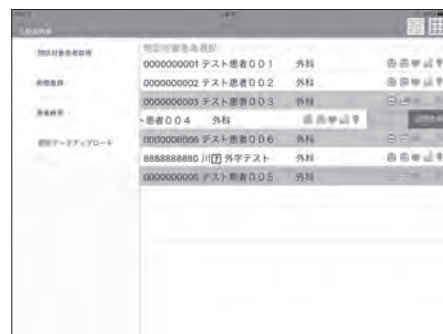 訪問対象患者取得
新規登録
患者検索
訪問データアップロード
訪問対象患者選択
0000000001 テスト患者００１ 外科
0000000002 テスト患者００２ 外科
0000000003 テスト患者００３ 外科
患者００４ 外科
0000000006 テスト患者００６ 外科
8888888880 川?外字テスト 外科
0000000005 テスト患者００５ 外科